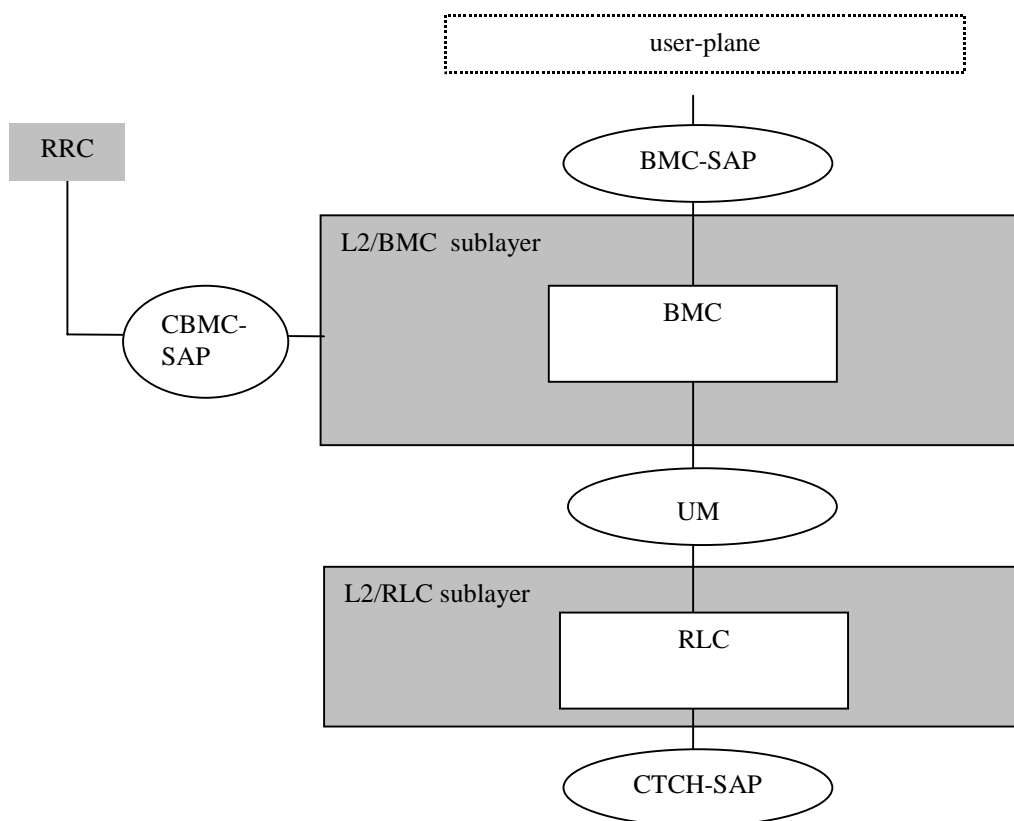 user-plane
RRC
BMC-SAP
L2/BMC sublayer
BMC
CBMC-
SAP
UM
L2/RLC sublayer
RLC
CTCH-SAP